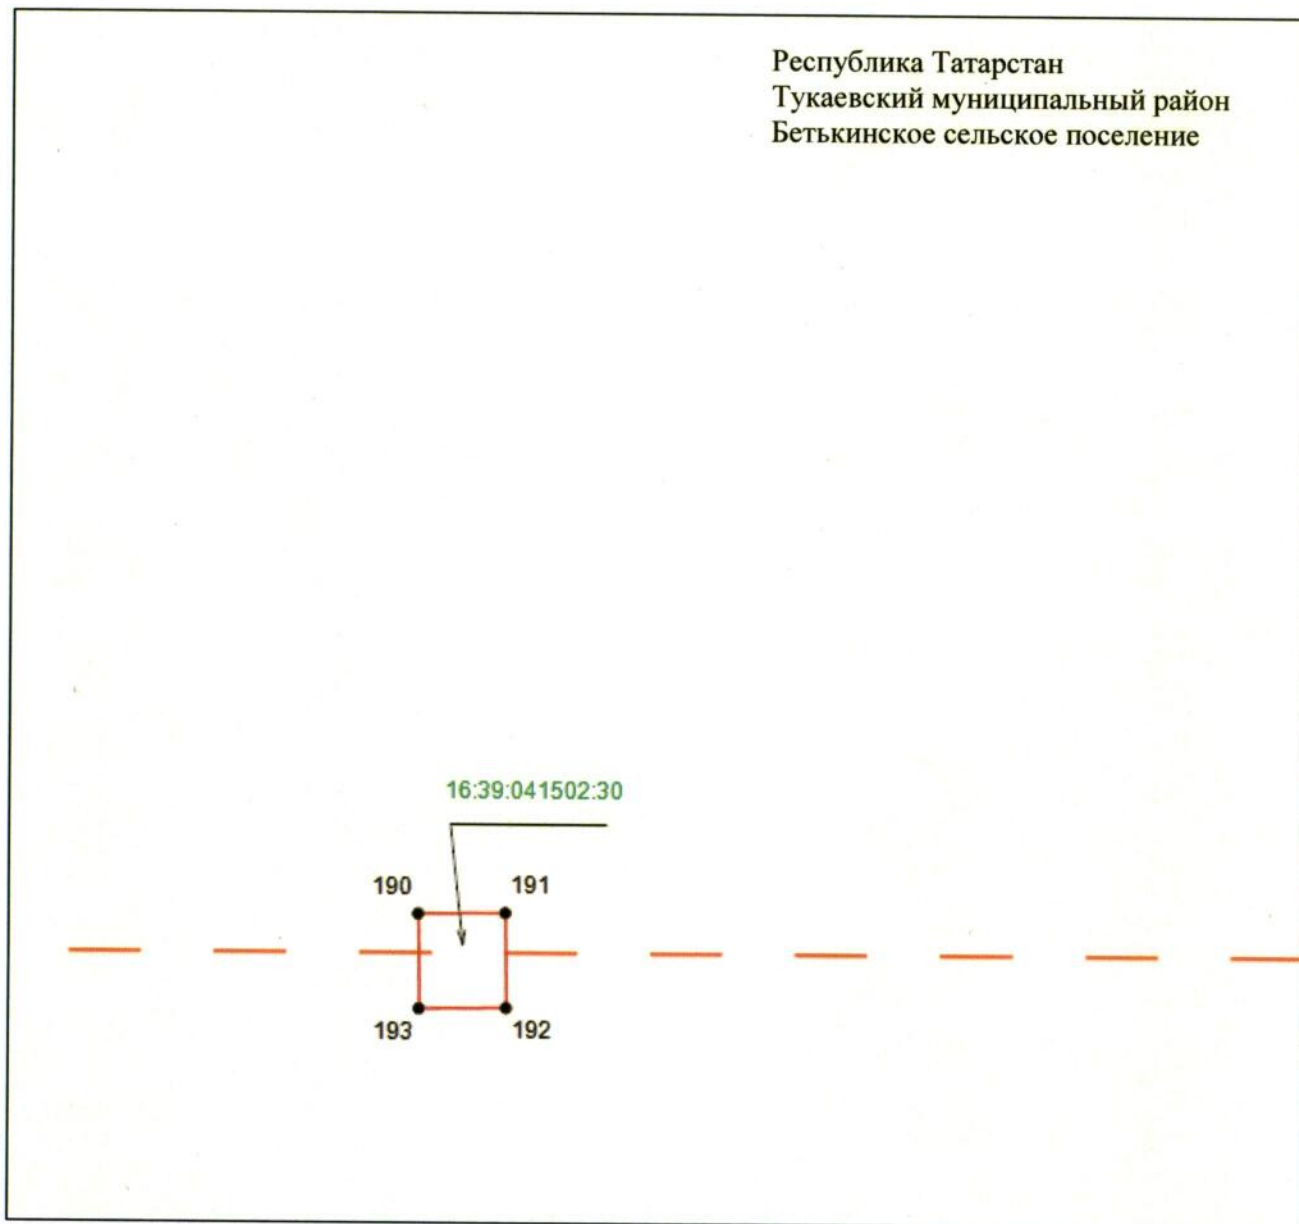 Республика Татарстан
Тукаевский муниципальный район
Бетькинское сельское поселение
16:39:041502:30
190 191
193 192